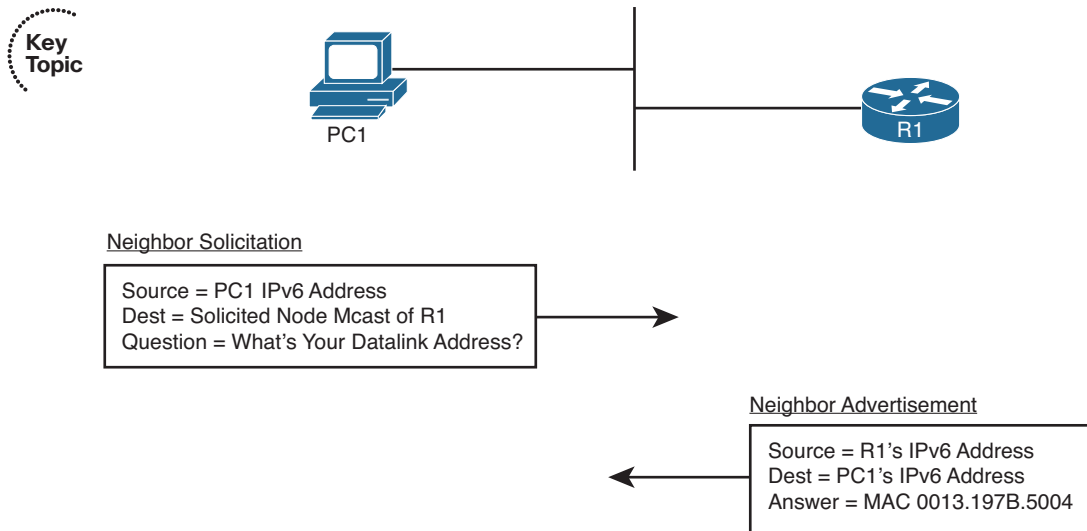 Key
Topic
PC1
R1
Neighbor Solicitation
Source = PC1 IPv6 Address
Dest = Solicited Node Mcast of R1
Question = What's Your Datalink Address?
Neighbor Advertisement
Source = R1's IPv6 Address
Dest = PC1's IPv6 Address
Answer = MAC 0013.197B.5004